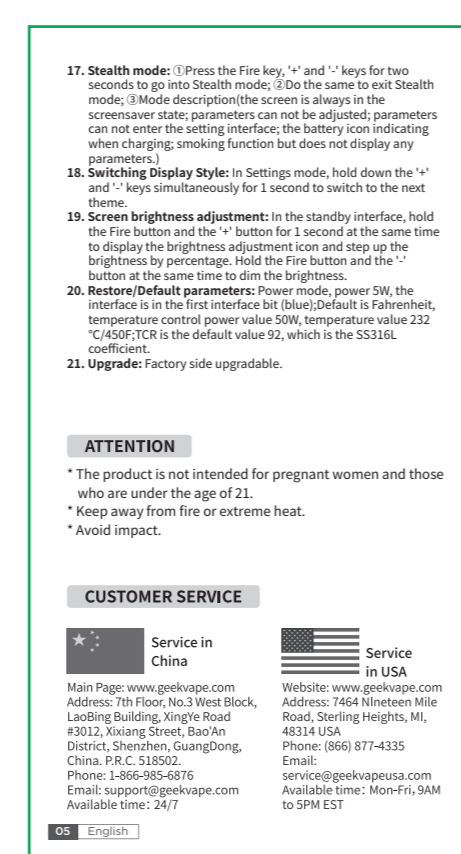 17. Stealth mode: ①Press the Fire key, '+' and '-' keys for two
seconds to go into Stealth mode; ②Do the same to exit Stealth
mode; ③Mode description(the screen is always in the
screensaver state; parameters can not be adjusted; parameters
can not enter the setting interface; the battery icon indicating
when charging; smoking function but does not display any
parameters.)
18. Switching Display Style: In Settings mode, hold down the '+'
and '-' keys simultaneously for 1 second to switch to the next
theme.
19. Screen brightness adjustment: In the standby interface, hold
the Fire button and the '+' button for 1 second at the same time
to display the brightness adjustment icon and step up the
brightness by percentage. Hold the Fire button and the '-'
button at the same time to dim the brightness.
20. Restore/Default parameters: Power mode, power 5W, the
interface is in the first interface bit (blue);Default is Fahrenheit,
temperature control power value 50W, temperature value 232
℃/450F;TCR is the default value 92, which is the SS316L
coefficient.
21. Upgrade: Factory side upgradable.
ATTENTION
* The product is not intended for pregnant women and those
who are under the age of 21.
* Keep away from fire or extreme heat.
* Avoid impact.
CUSTOMER SERVICE
Service in
China
Main Page: www.geekvape.com
Address: 7th Floor, No.3 West Block,
LaoBing Building, XingYe Road
#3012, Xixiang Street, Bao'An
District, Shenzhen, GuangDong,
China. P.R.C. 518502.
Phone: 1-866-985-6876
Email: support@geekvape.com
Available time: 24/7
Service
in USA
Website: www.geekvape.com
Address: 7464 NIneteen Mile
Road, Sterling Heights, MI,
48314 USA
Phone: (866) 877-4335
Email:
service@geekvapeusa.com
Available time: Mon-Fri, 9AM
to 5PM EST
05 English